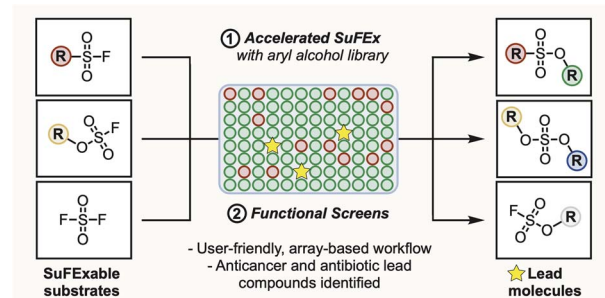 ① Accelerated SuFEx
with aryl alcohol library
R S O O F
R O S O O F
F S O O F
R S O O O R
R O S O O O R
F S O O O R
② Functional Screens
- User-friendly, array-based workflow
- Anticancer and antibiotic lead
compounds identified
SuFExable
substrates
Lead
molecules